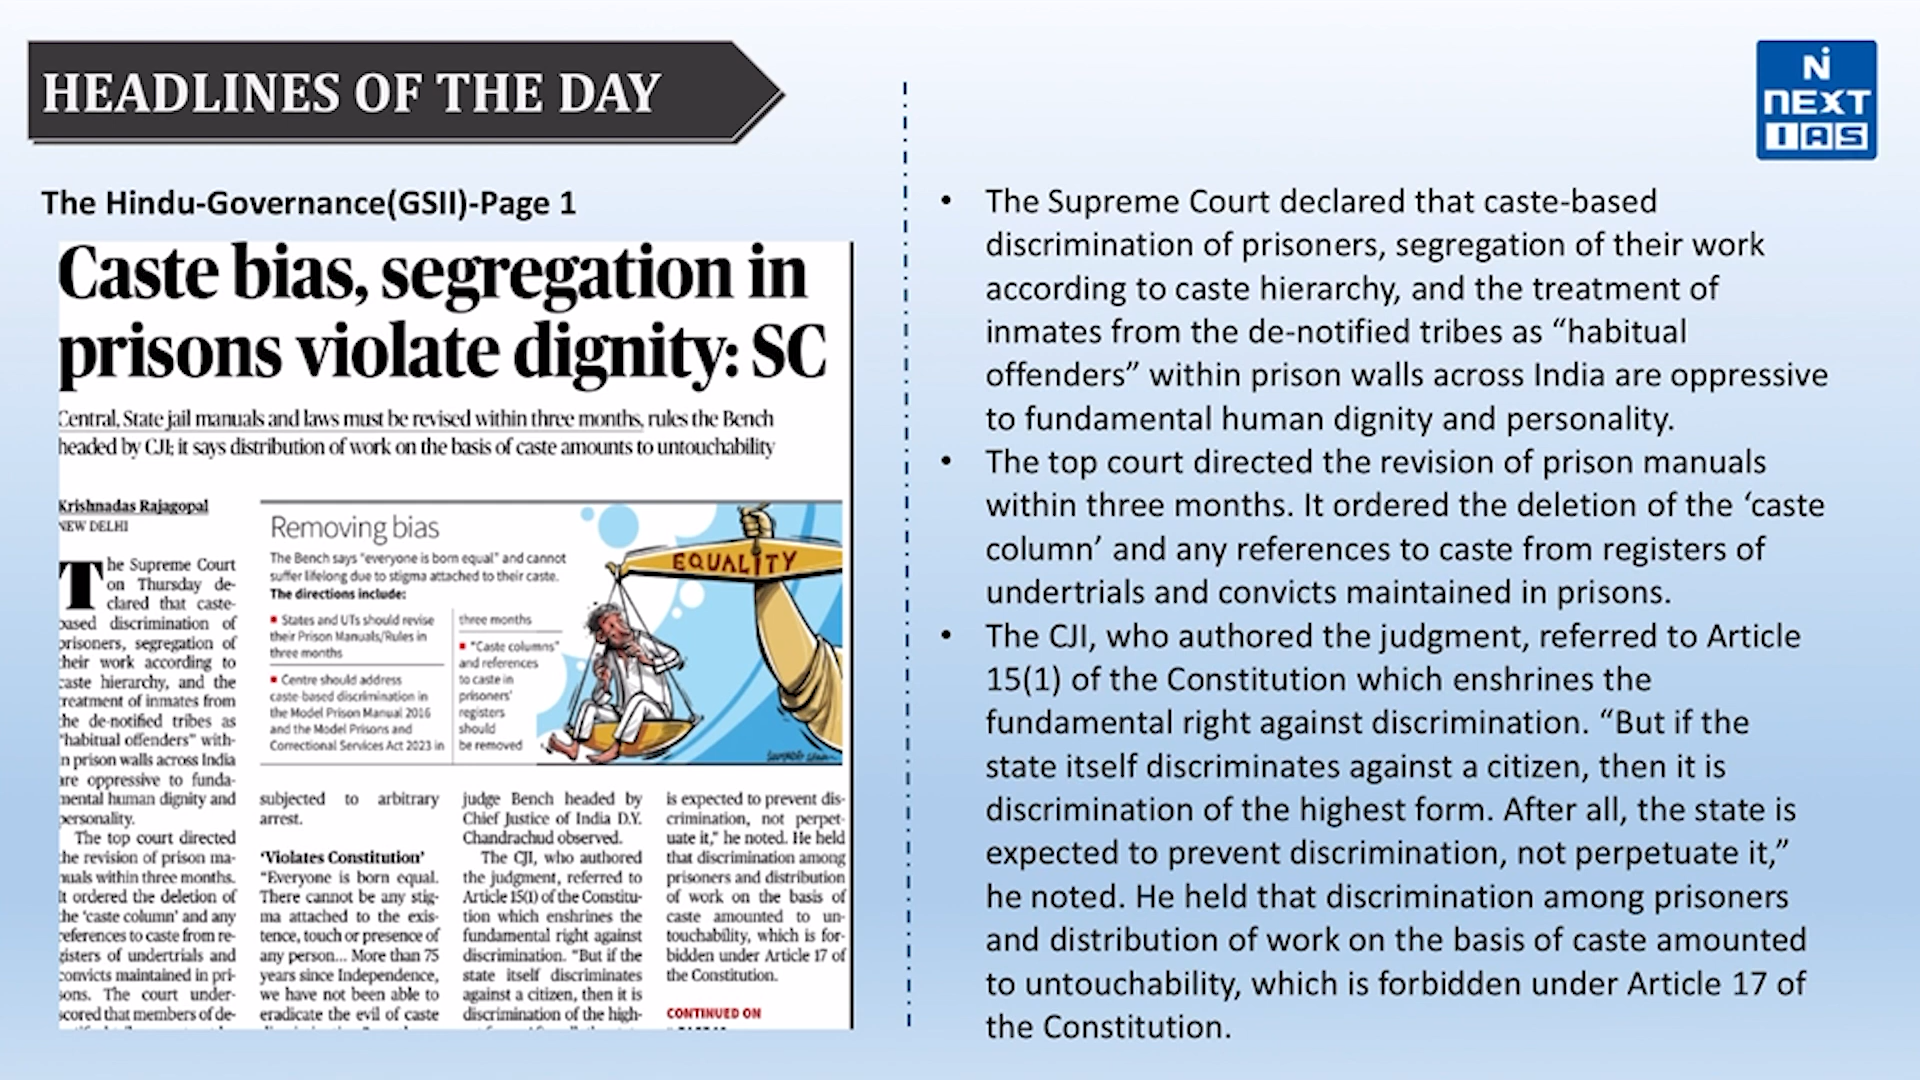 HEADLINES OF THE DAY
N
NEXT
IAS
The Hindu-Governance(GSII)-Page 1
Caste bias, segregation in
prisons violate dignity: SC
Central, State jail manuals and laws must be revised within three months, rules the Bench
headed by CJI; it says distribution of work on the basis of caste amounts to untouchability
Krishnadas Rajagopal
NEW DELHI
The Supreme Court
on Thursday de-
clared that caste-
based discrimination of
prisoners, segregation of
their work according to
caste hierarchy, and the
treatment of inmates from
the de-notified tribes as
“habitual offenders” with-
in prison walls across India
are oppressive to funda-
mental human dignity and
personality.
The top court directed
the revision of prison ma-
nuals within three months.
It ordered the deletion of
the ‘caste column’ and any
references to caste from re-
gisters of undertrials and
convicts maintained in pri-
sons. The court under-
scored that members of de-
Removing bias
The Bench says “everyone is born equal” and cannot
suffer lifelong due to stigma attached to their caste.
The directions include:
States and UTs should revise
their Prison Manuals/Rules in
three months
Centre should address
caste-based discrimination in
the Model Prison Manual 2016
and the Model Prisons and
Correctional Services Act 2023 in
three months
“Caste columns”
and references
to caste in
prisoners’
registers
should
be removed
EQUALITY
subjected to arbitrary
arrest.
‘Violates Constitution’
“Everyone is born equal.
There cannot be any stig-
ma attached to the exis-
tence, touch or presence of
any person... More than 75
years since Independence,
we have not been able to
eradicate the evil of caste
judge Bench headed by
Chief Justice of India D.Y.
Chandrachud observed.
The CJI, who authored
the judgment, referred to
Article 15(1) of the Constitu-
tion which enshrines the
fundamental right against
discrimination. “But if the
state itself discriminates
against a citizen, then it is
discrimination of the high-
is expected to prevent dis-
crimination, not perpet-
uate it,” he noted. He held
that discrimination among
prisoners and distribution
of work on the basis of
caste amounted to un-
touchability, which is for-
bidden under Article 17 of
the Constitution.
CONTINUED ON
• The Supreme Court declared that caste-based
discrimination of prisoners, segregation of their work
according to caste hierarchy, and the treatment of
inmates from the de-notified tribes as “habitual
offenders” within prison walls across India are oppressive
to fundamental human dignity and personality.
• The top court directed the revision of prison manuals
within three months. It ordered the deletion of the ‘caste
column’ and any references to caste from registers of
undertrials and convicts maintained in prisons.
• The CJI, who authored the judgment, referred to Article
15(1) of the Constitution which enshrines the
fundamental right against discrimination. “But if the
state itself discriminates against a citizen, then it is
discrimination of the highest form. After all, the state is
expected to prevent discrimination, not perpetuate it,”
he noted. He held that discrimination among prisoners
and distribution of work on the basis of caste amounted
to untouchability, which is forbidden under Article 17 of
the Constitution.